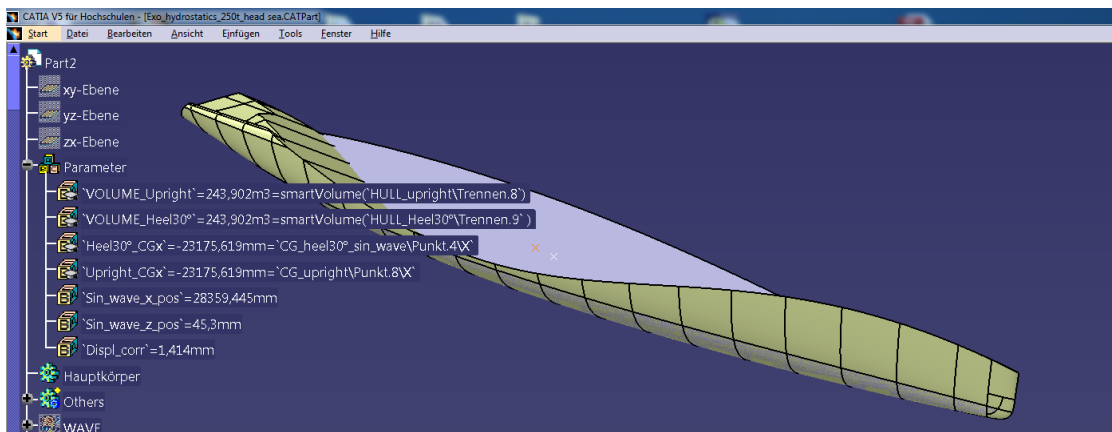 CATIA V5 für Hochschulen - [Exo_hydrostatics_250t_head sea.CATPart]
Start Datei Bearbeiten Ansicht Einfügen Tools Fenster Hilfe
Part2
xy-Ebene
yz-Ebene
zx-Ebene
Parameter
`VOLUME_Upright`=243,902m3=smartVolume(`HULL_upright\Trennen.8`)
`VOLUME_Heel30°`=243,902m3=smartVolume(`HULL_Heel30°\Trennen.9` )
`Heel30°_CGx`=-23175,619mm=`CG_heel30°_sin_wave\Punkt.4\X`
`Upright_CGx`=-23175,619mm=`CG_upright\Punkt.8\X`
`Sin_wave_x_pos`=28359,445mm
`Sin_wave_z_pos`=45,3mm
`Displ_corr`=1,414mm
Hauptkörper
Others
WAVE